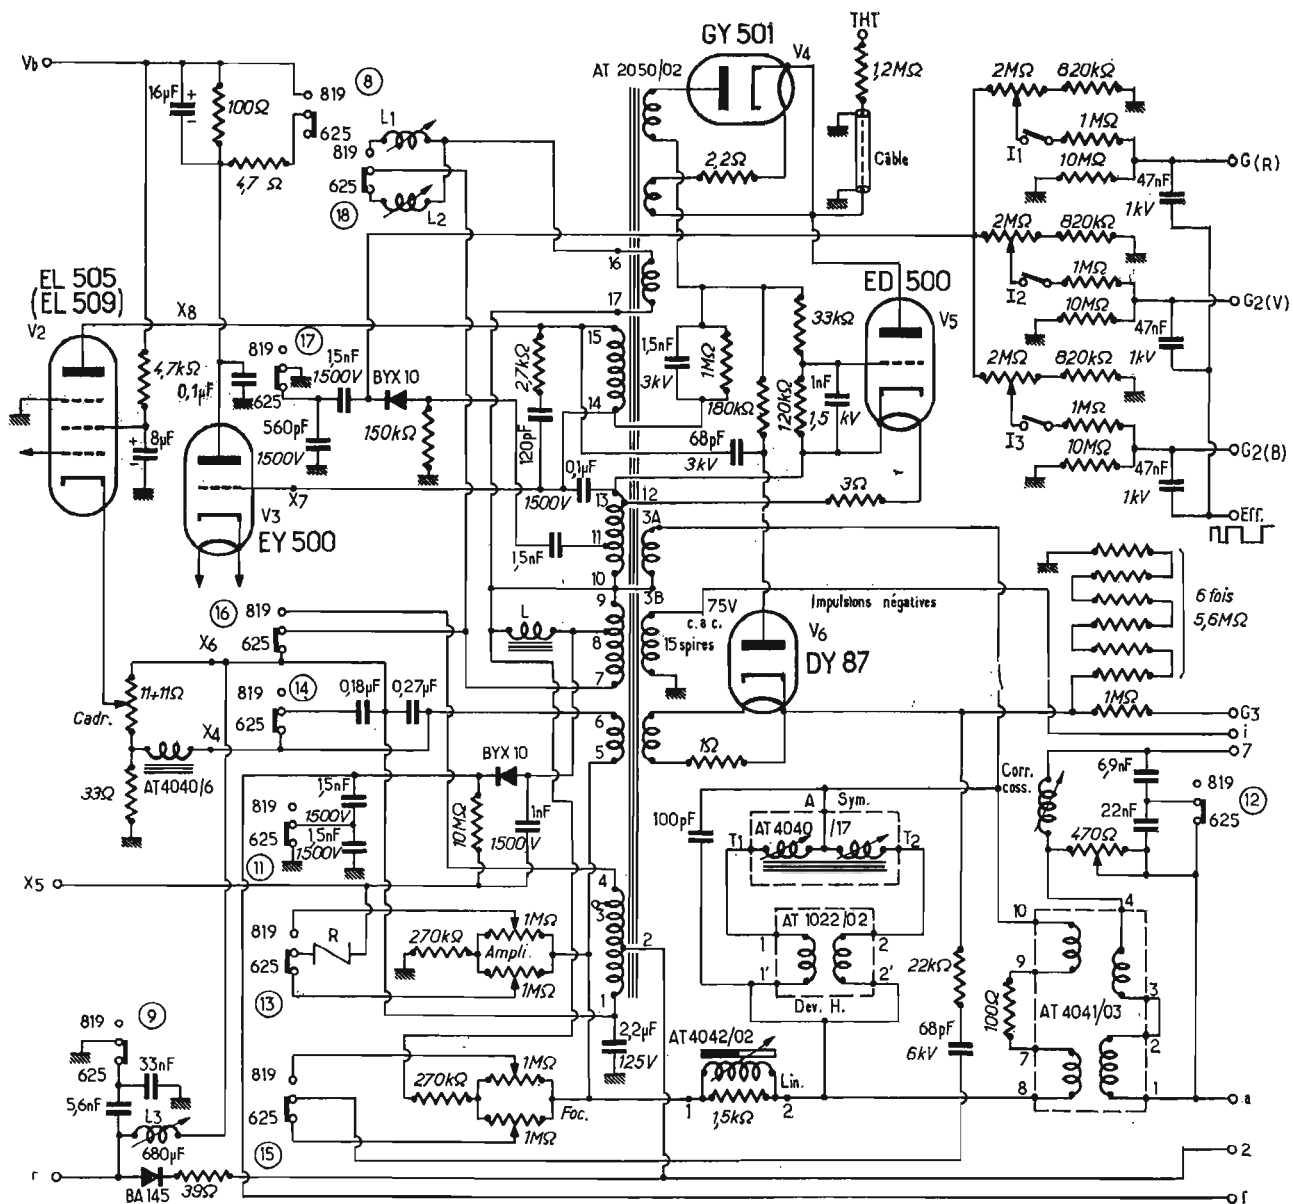 Vb
16µF
+
-
100Ω
819
8
625
4,7 Ω
L1
819
625
18
L2
AT 2050/02
GY 501
V4
2,2Ω
THT
1,2MΩ
Câble
2MΩ
820kΩ
1MΩ
I1
10MΩ
47nF
1kV
G(R)
2MΩ
820kΩ
1MΩ
I2
10MΩ
47nF
1kV
G2(V)
2MΩ
820kΩ
1MΩ
I3
10MΩ
47nF
1kV
G2(B)
Eff.
EL 505
(EL 509)
V2
X8
4,7kΩ
8µF
+
0,1µF
819
17
625
1,5nF
1500V
BYX 10
560pF
1500V
150kΩ
2,7kΩ
120pF
V3
EY 500
X7
0,1µF
1500V
1,5nF
16
17
15
14
13
12
11
10
9
8
7
6
5
3A
3B
1,5nF
3kV
1MΩ
33kΩ
180kΩ
120kΩ
1nF
1,5 kV
68pF
3kV
ED 500
V5
3Ω
r
75V
c.a.c.
15 spires
Impulsions négatives
V6
DY 87
1Ω
6 fois
5,6MΩ
1MΩ
G3
i
7
16
819
625
X6
L
11+11Ω
Cadr.
14
819
625
0,18µF
0,27µF
X4
AT4040/6
33Ω
819
625
11
1,5nF
1500V
1,5nF
1500V
BYX 10
10MΩ
1nF
1500V
X5
819
625
13
R
270kΩ
1MΩ
Ampli.
1MΩ
4
3
2
1
2,2µF
125V
100pF
A
Sym.
T1
AT 4040/17
T2
AT 1022/02
1
1'
2
2'
Dev. H.
22kΩ
68pF
6kV
Corr.
coss.
6,9nF
22nF
819
625
12
470Ω
10
9
100Ω
7
8
4
AT 4041/03
3
2
1
9
819
625
33nF
5,6nF
L3
680µF
819
625
15
270kΩ
1MΩ
Foc.
1MΩ
AT4042/02
Lin.
1
1,5kΩ
2
a
r
BA 145
39Ω
2
f